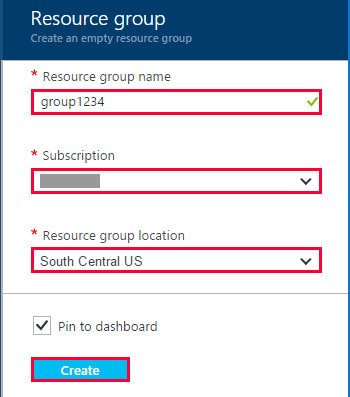 Resource group
Create an empty resource group
* Resource group name
group1234
* Subscription
* Resource group location
South Central US
Pin to dashboard
Create